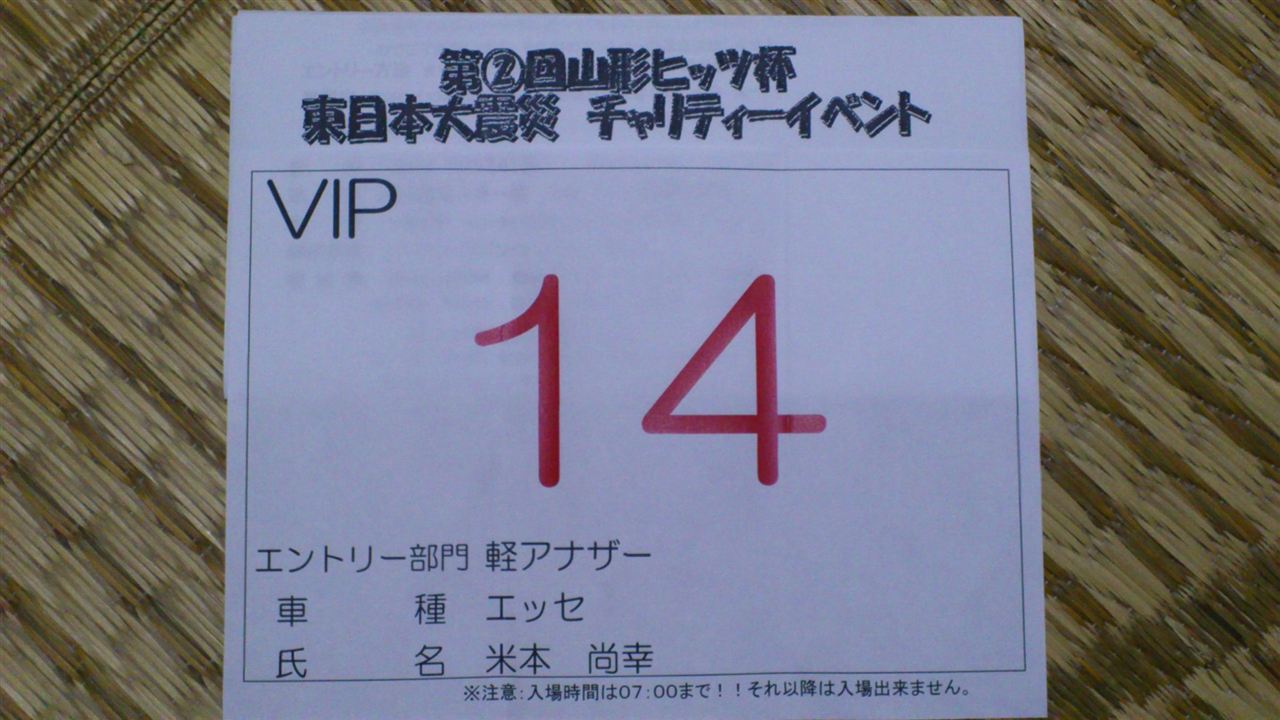 第②回山形ヒッツ杯
東日本大震災 チャリティーイベント
VIP
14
エントリー部門 軽アナザー
車種 エッセ
氏名 米本 尚幸
※注意:入場時間は07:00まで!!それ以降は入場出来ません。